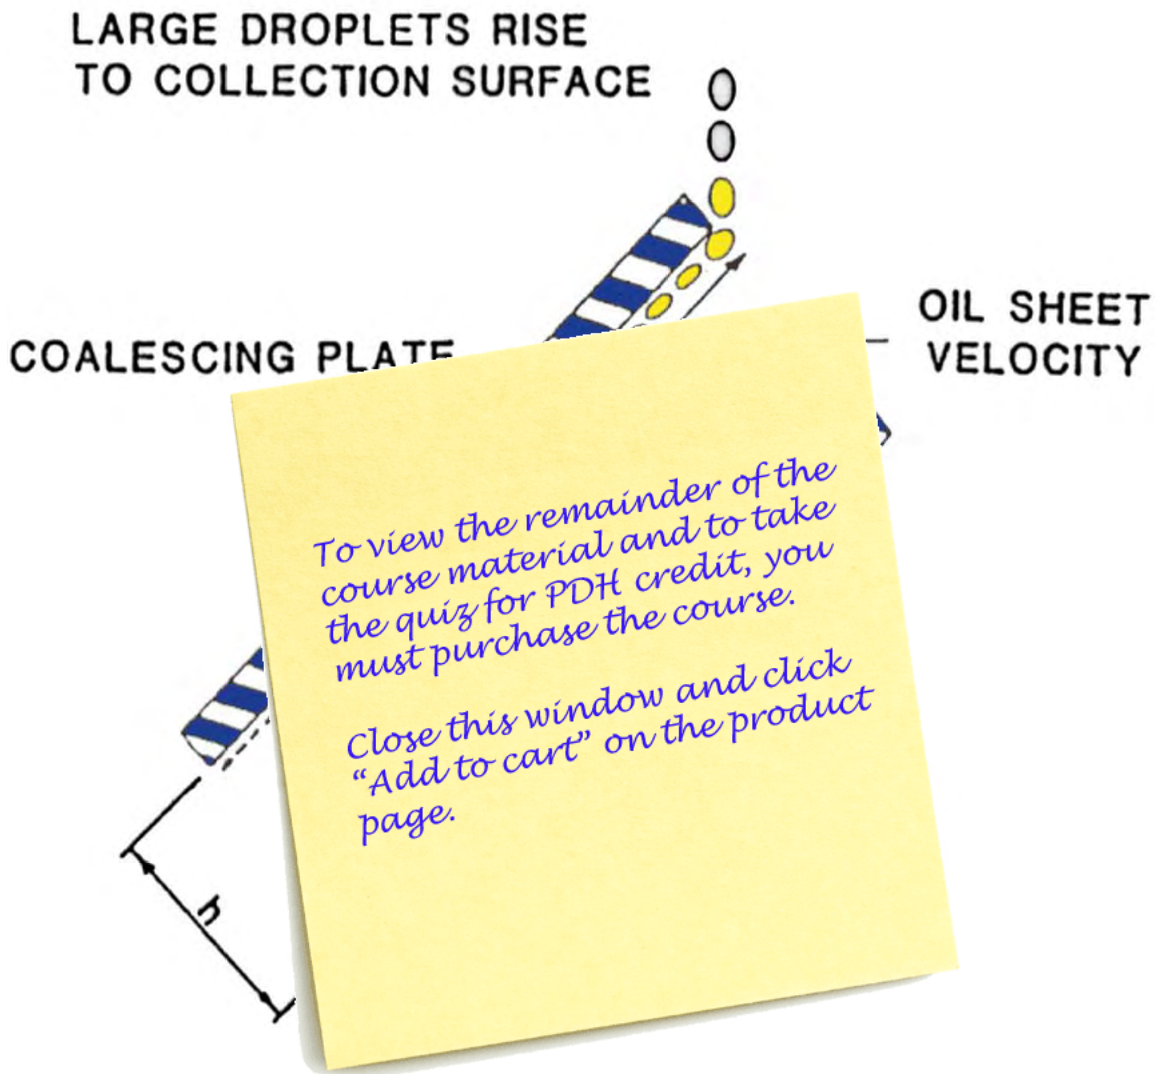 LARGE DROPLETS RISE
TO COLLECTION SURFACE
OIL SHEET
VELOCITY
COALESCING PLATE
To view the remainder of the
course material and to take
the quiz for PDH credit, you
must purchase the course.
Close this window and click
“Add to cart” on the product
page.
h